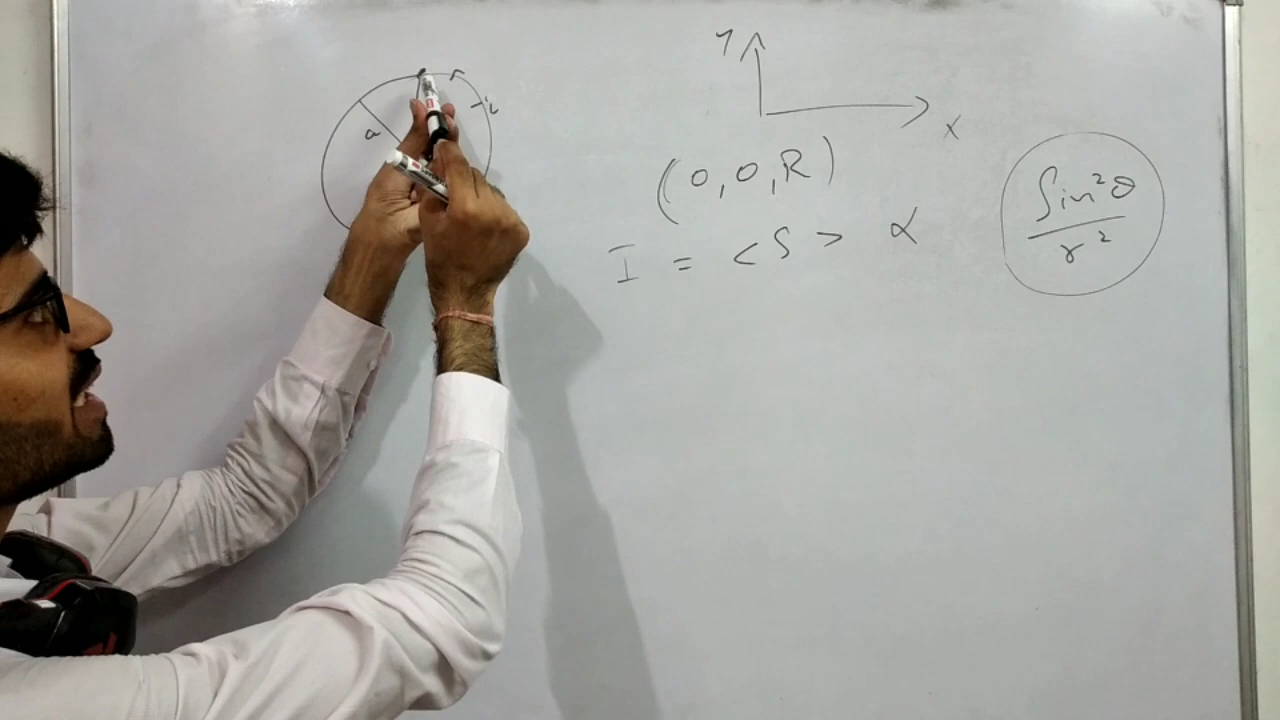 a
i
y
x
(0,0,R)
I = <S> α
Sin²θ
r²